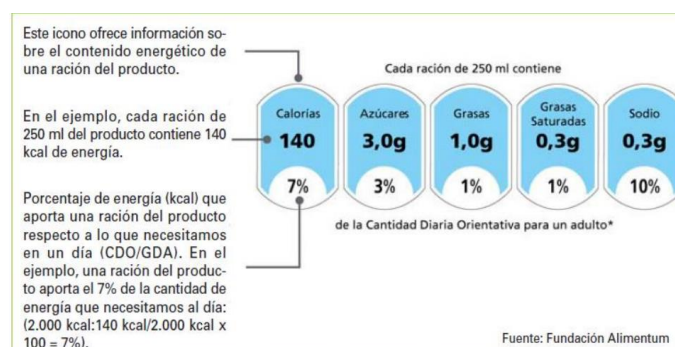 Este icono ofrece información so-
bre el contenido energético de
una ración del producto.
En el ejemplo, cada ración de
250 ml del producto contiene 140
kcal de energía.
Porcentaje de energía (kcal) que
aporta una ración del producto
respecto a lo que necesitamos
en un día (CDO/GDA). En el
ejemplo, una ración del produc-
to aporta el 7% de la cantidad de
energía que necesitamos al día:
(2.000 kcal:140 kcal/2.000 kcal x
100 = 7%).
Cada ración de 250 ml contiene
Calorías
140
7%
Azúcares
3,0g
3%
Grasas
1,0g
1%
Grasas
Saturadas
0,3g
1%
Sodio
0,3g
10%
de la Cantidad Diaria Orientativa para un adulto*
Fuente: Fundación Alimentum